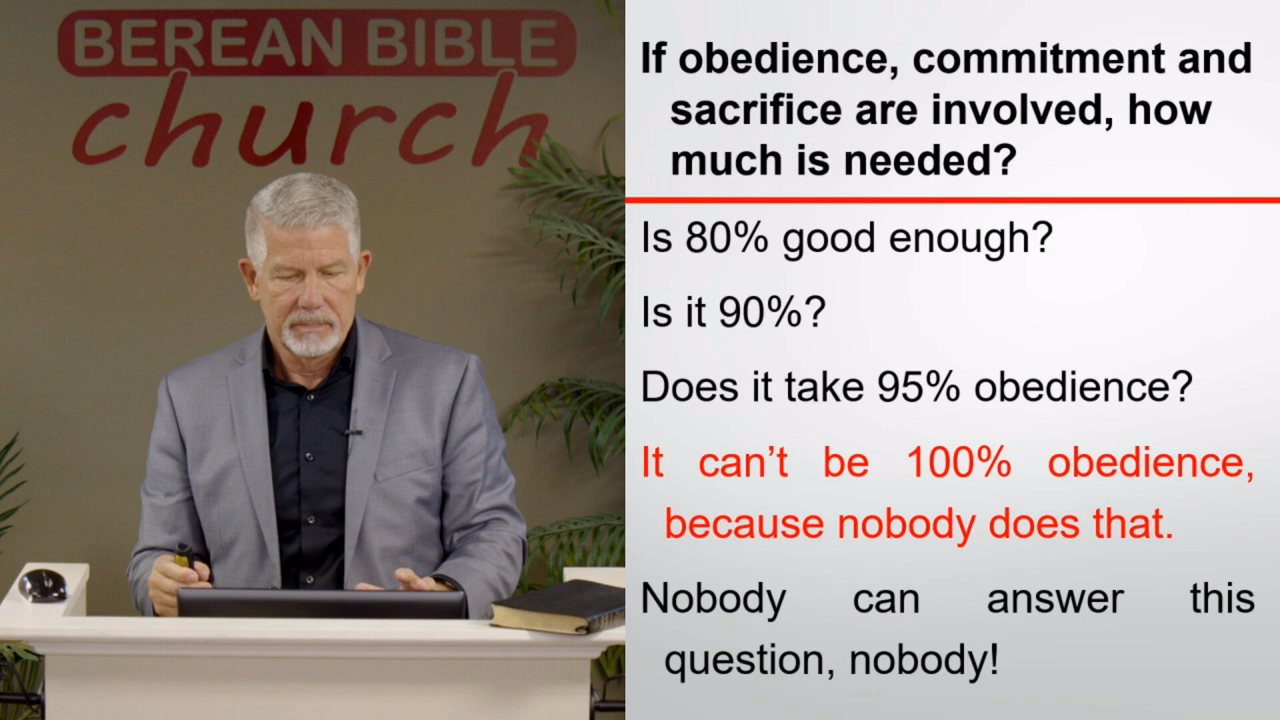 BEREAN BIBLE
church
If obedience, commitment and
sacrifice are involved, how
much is needed?
Is 80% good enough?
Is it 90%?
Does it take 95% obedience?
It can’t be 100% obedience,
because nobody does that.
Nobody can answer this
question, nobody!